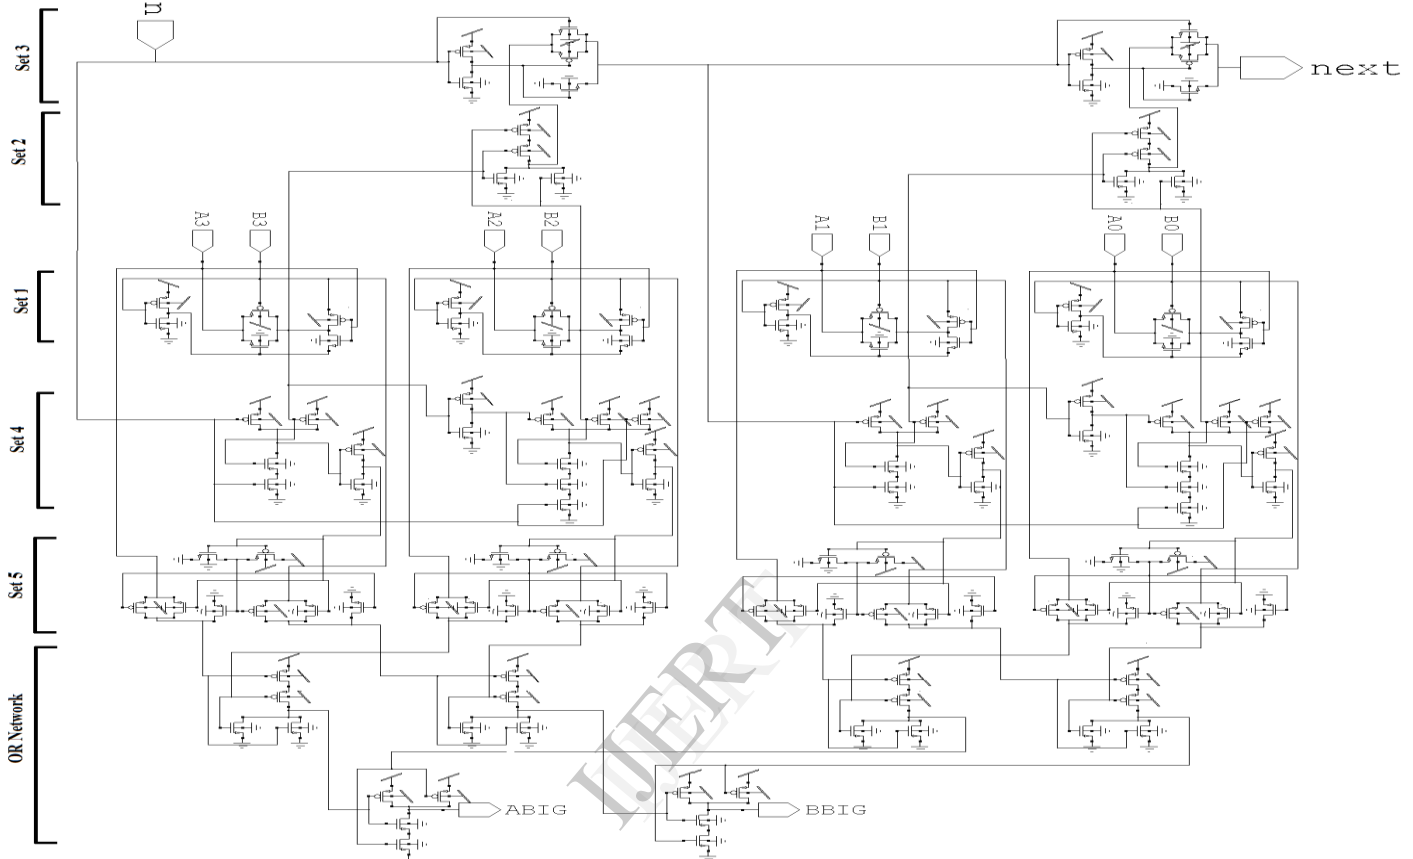 n
Set 3
next
Set 2
A3
B3
A2
B2
A1
B1
A0
B0
Set 1
Set 4
Set 5
OR Network
ABIG
BBIG
IJERT